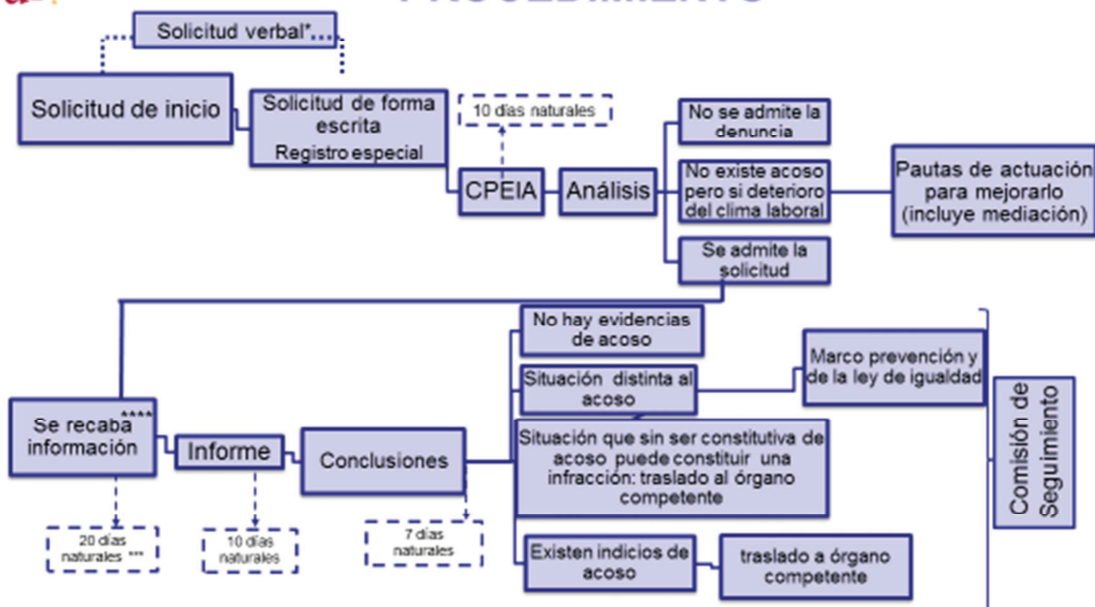 Solicitud verbal*
Solicitud de inicio
Solicitud de forma
escrita
Registro especial
10 días naturales
CPEIA
Análisis
No se admite la
denuncia
No existe acoso
pero si deterioro
del clima laboral
Se admite la
solicitud
Pautas de actuación
para mejorarlo
(incluye mediación)
Se recaba****
información
20 días
naturales ***
Informe
10 días
naturales
Conclusiones
7 días
naturales
No hay evidencias
de acoso
Situación distinta al
acoso
Marco prevención y
de la ley de igualdad
Situación que sin ser constitutiva de
acoso puede constituir una
infracción: traslado al órgano
competente
Existen indicios de
acoso
traslado a órgano
competente
Comisión de
Seguimiento